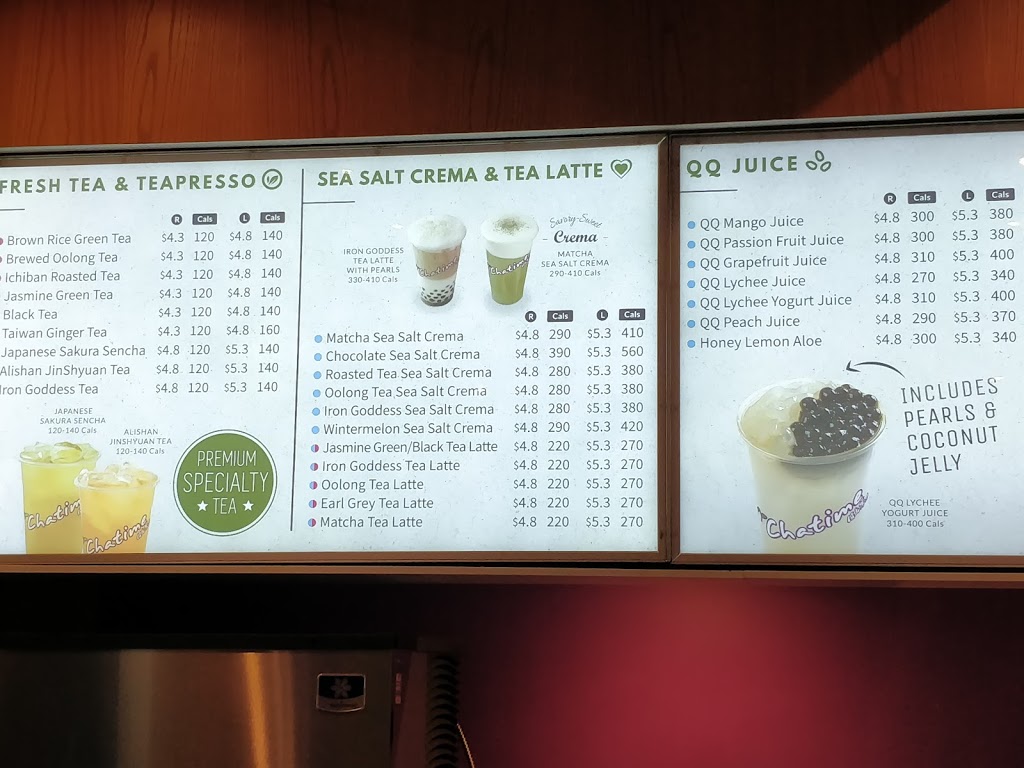 FRESH TEA & TEAPRESSO
R Cals L Cals
Brown Rice Green Tea $4.3 120 $4.8 140
Brewed Oolong Tea $4.3 120 $4.8 140
Ichiban Roasted Tea $4.3 120 $4.8 140
Jasmine Green Tea $4.3 120 $4.8 140
Black Tea $4.3 120 $4.8 140
Taiwan Ginger Tea $4.3 120 $4.8 160
Japanese Sakura Sencha $4.8 120 $5.3 140
Alishan JinShyuan Tea $4.8 120 $5.3 140
Iron Goddess Tea $4.8 120 $5.3 140
JAPANESE
SAKURA SENCHA
120-140 Cals
ALISHAN
JINSHYUAN TEA
120-140 Cals
PREMIUM
SPECIALTY
TEA
Chatime
Chatime
SEA SALT CREMA & TEA LATTE
IRON GODDESS
TEA LATTE
WITH PEARLS
330-410 Cals
Chatime
Chatime
Savory-Sweet
- Crema -
MATCHA
SEA SALT CREMA
290-410 Cals
R Cals L Cals
Matcha Sea Salt Crema $4.8 290 $5.3 410
Chocolate Sea Salt Crema $4.8 390 $5.3 560
Roasted Tea Sea Salt Crema $4.8 280 $5.3 380
Oolong Tea Sea Salt Crema $4.8 280 $5.3 380
Iron Goddess Sea Salt Crema $4.8 280 $5.3 380
Wintermelon Sea Salt Crema $4.8 290 $5.3 420
Jasmine Green/Black Tea Latte $4.8 220 $5.3 270
Iron Goddess Tea Latte $4.8 220 $5.3 270
Oolong Tea Latte $4.8 220 $5.3 270
Earl Grey Tea Latte $4.8 220 $5.3 270
Matcha Tea Latte $4.8 220 $5.3 270
QQ JUICE
R Cals L Cals
QQ Mango Juice $4.8 300 $5.3 380
QQ Passion Fruit Juice $4.8 300 $5.3 380
QQ Grapefruit Juice $4.8 310 $5.3 400
QQ Lychee Juice $4.8 270 $5.3 340
QQ Lychee Yogurt Juice $4.8 310 $5.3 400
QQ Peach Juice $4.8 290 $5.3 370
Honey Lemon Aloe $4.8 300 $5.3 340
INCLUDES
PEARLS &
COCONUT
JELLY
QQ LYCHEE
YOGURT JUICE
310-400 Cals
Chatime